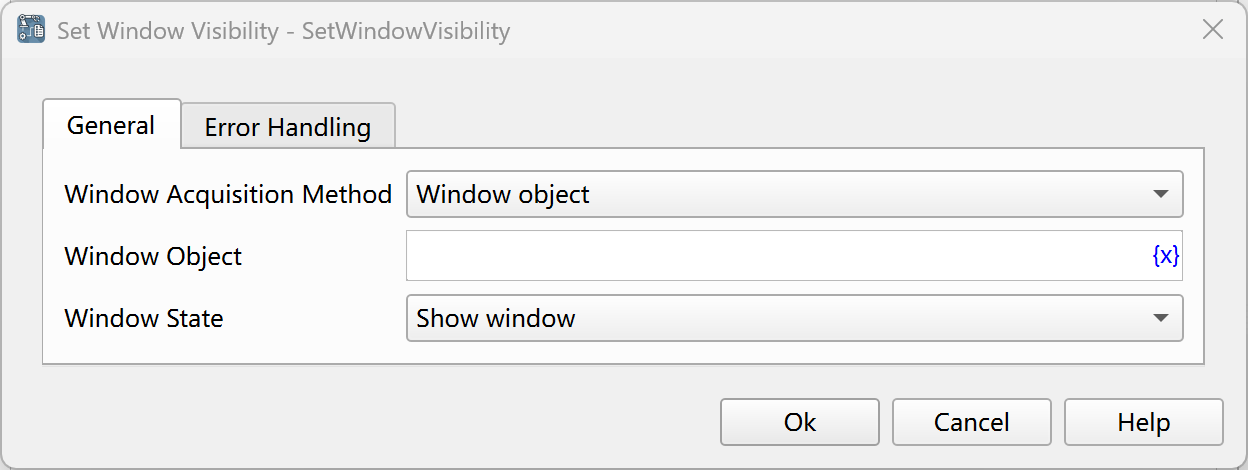 Set Window Visibility - SetWindowVisibility
General
Error Handling
Window Acquisition Method
Window object
Window Object
{x}
Window State
Show window
Ok
Cancel
Help